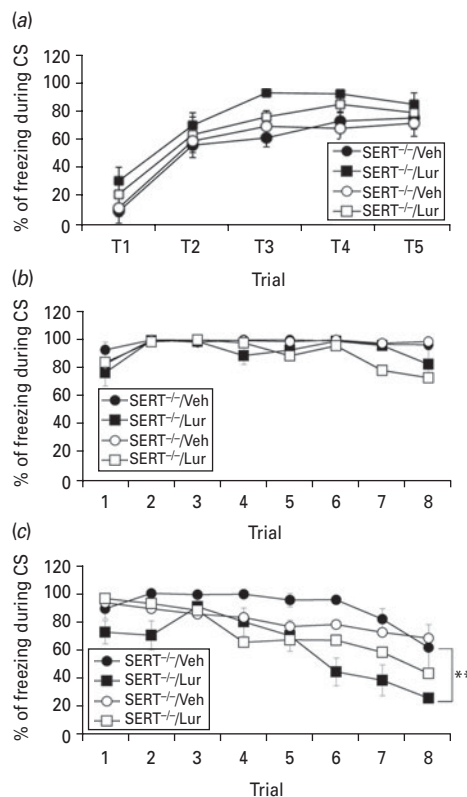 (a)
% of freezing during CS
120
100
80
60
40
20
0
SERT–/–/Veh
SERT–/–/Lur
SERT–/–/Veh
SERT–/–/Lur
T1 T2 T3 T4 T5
Trial
(b)
% of freezing during CS
120
100
80
60
40
20
0
SERT–/–/Veh
SERT–/–/Lur
SERT–/–/Veh
SERT–/–/Lur
1 2 3 4 5 6 7 8
Trial
(c)
% of freezing during CS
120
100
80
60
40
20
0
**
SERT–/–/Veh
SERT–/–/Lur
SERT–/–/Veh
SERT–/–/Lur
1 2 3 4 5 6 7 8
Trial